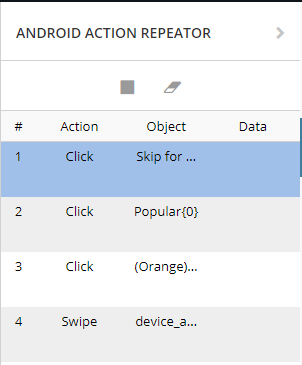 ANDROID ACTION REPEATOR
# Action Object Data
1 Click Skip for ...
2 Click Popular{0}
3 Click (Orange)...
4 Swipe device_a...